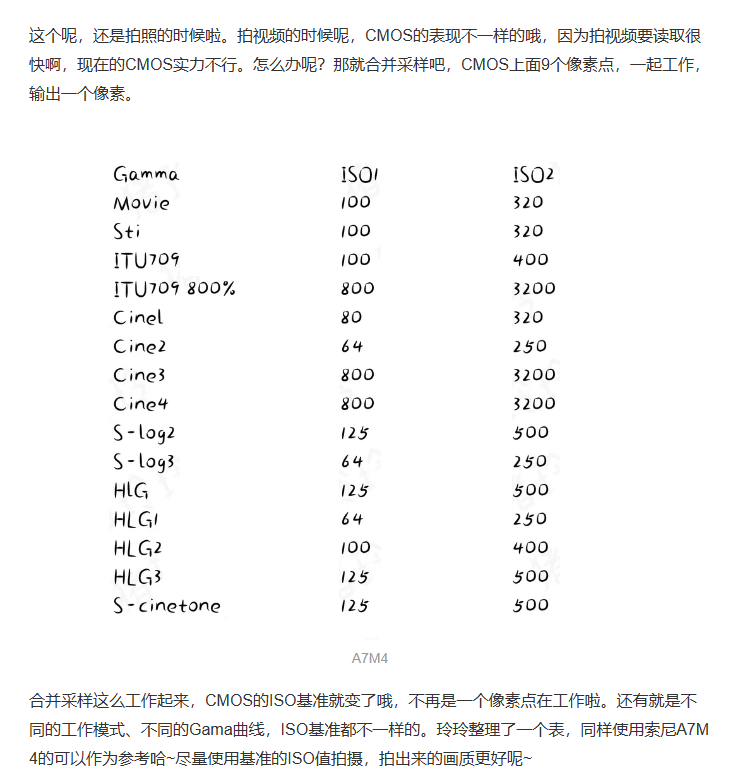 这个呢，还是拍照的时候啦。拍视频的时候呢，CMOS的表现不一样的哦，因为拍视频要读取很
快啊，现在的CMOS实力不行。怎么办呢？那就合并采样吧，CMOS上面9个像素点，一起工作，
输出一个像素。
Gamma ISO1 ISO2
Movie 100 320
Sti 100 320
ITU709 100 400
ITU709 800% 800 3200
Cinel 80 320
Cine2 64 250
Cine3 800 3200
Cine4 800 3200
S-log2 125 500
S-log3 64 250
HlG 125 500
HLG1 64 250
HLG2 100 400
HLG3 125 500
S-cinetone 125 500
A7M4
合并采样这么工作起来，CMOS的ISO基准就变了哦，不再是一个像素点在工作啦。还有就是不
同的工作模式、不同的Gama曲线，ISO基准都不一样的。玲玲整理了一个表，同样使用索尼A7M
4的可以作为参考哈~尽量使用基准的ISO值拍摄，拍出来的画质更好呢~